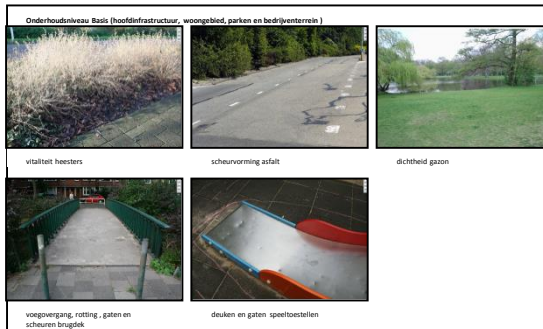 Onderhoudsniveau Basis (hoofdinfrastructuur, woongebied, parken en bedrijventerrein )
vitaliteit heesters
scheurvorming asfalt
dichtheid gazon
voegovergang, rotting , gaten en
scheuren brugdek
deuken en gaten speeltoestellen